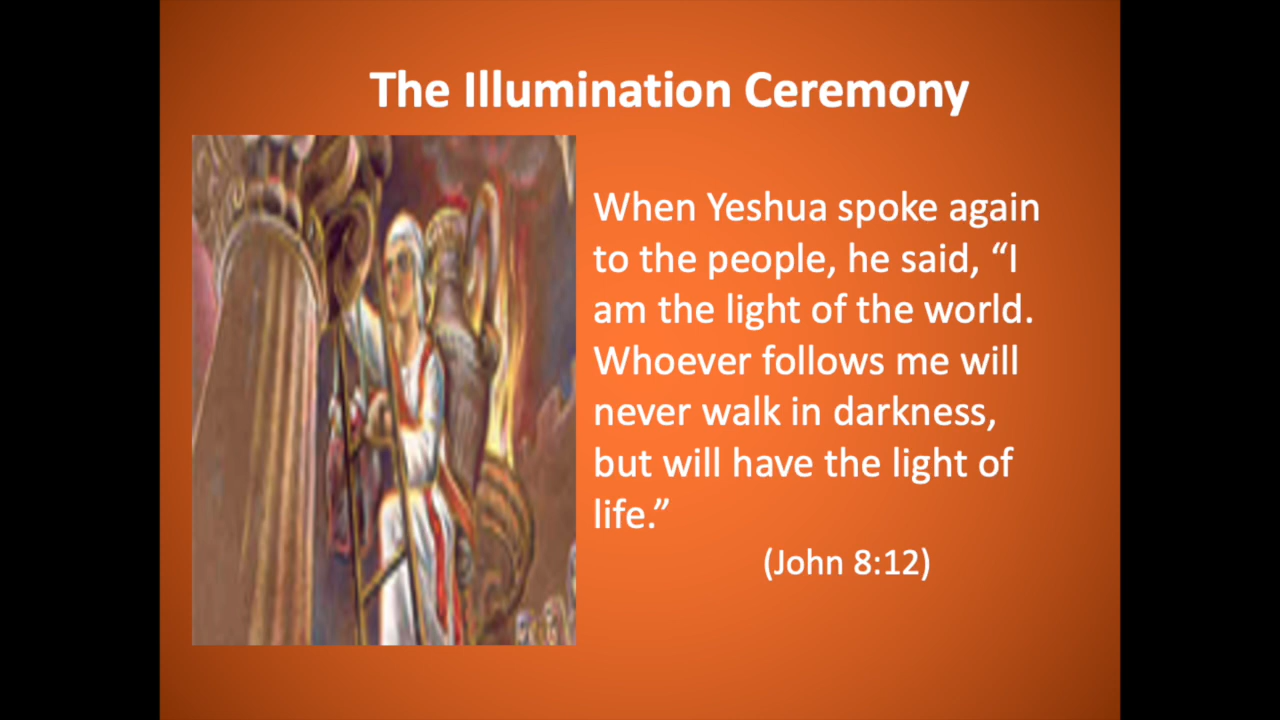 The Illumination Ceremony
When Yeshua spoke again
to the people, he said, “I
am the light of the world.
Whoever follows me will
never walk in darkness,
but will have the light of
life.”
(John 8:12)